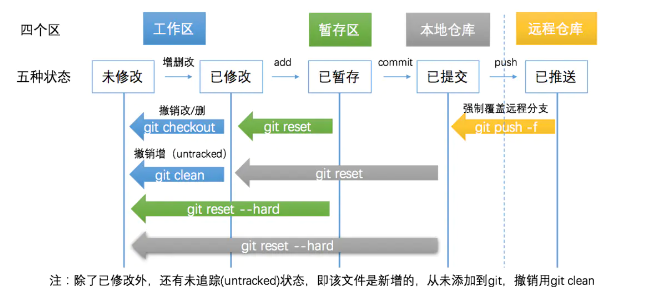 四个区 工作区 暂存区 本地仓库 远程仓库
增删改 add commit push
五种状态 未修改 已修改 已暂存 已提交 已推送
撤销改/删 强制覆盖远程分支
git checkout git reset git push -f
撤销增（untracked）
git clean git reset
git reset --hard
git reset --hard
注：除了已修改外，还有未追踪(untracked)状态，即该文件是新增的，从未添加到git，撤销用git clean